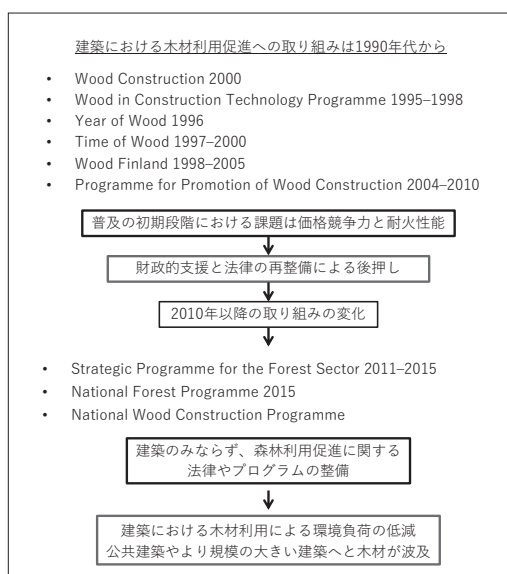 建築における木材利用促進への取り組みは1990年代から
• Wood Construction 2000
• Wood in Construction Technology Programme 1995–1998
• Year of Wood 1996
• Time of Wood 1997–2000
• Wood Finland 1998–2005
• Programme for Promotion of Wood Construction 2004–2010
普及の初期段階における課題は価格競争力と耐火性能
財政的支援と法律の再整備による後押し
2010年以降の取り組みの変化
• Strategic Programme for the Forest Sector 2011–2015
• National Forest Programme 2015
• National Wood Construction Programme
建築のみならず、森林利用促進に関する
法律やプログラムの整備
建築における木材利用による環境負荷の低減
公共建築やより規模の大きい建築へと木材が波及